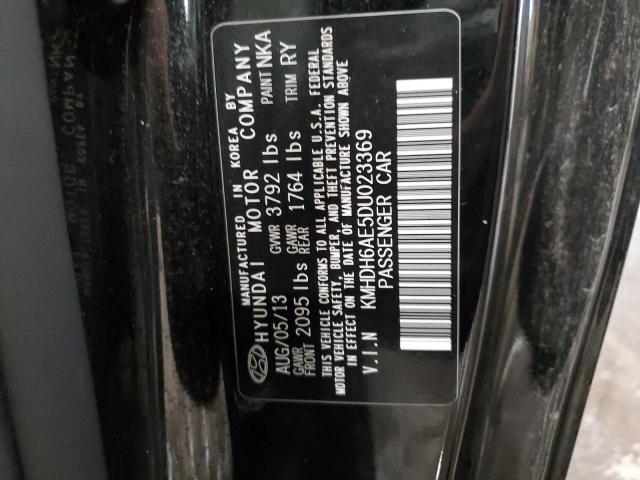 MANUFACTURED IN KOREA BY
HYUNDAI MOTOR COMPANY
AUG/05/13 GVWR 3792 lbs PAINT NKA
GAWR FRONT 2095 lbs GAWR REAR 1764 lbs TRIM RY
THIS VEHICLE CONFORMS TO ALL APPLICABLE U.S.A. FEDERAL
MOTOR VEHICLE SAFETY, BUMPER, AND THEFT PREVENTION STANDARDS
IN EFFECT ON THE DATE OF MANUFACTURE SHOWN ABOVE
V.I.N KMHDH6AE5DU023369
PASSENGER CAR